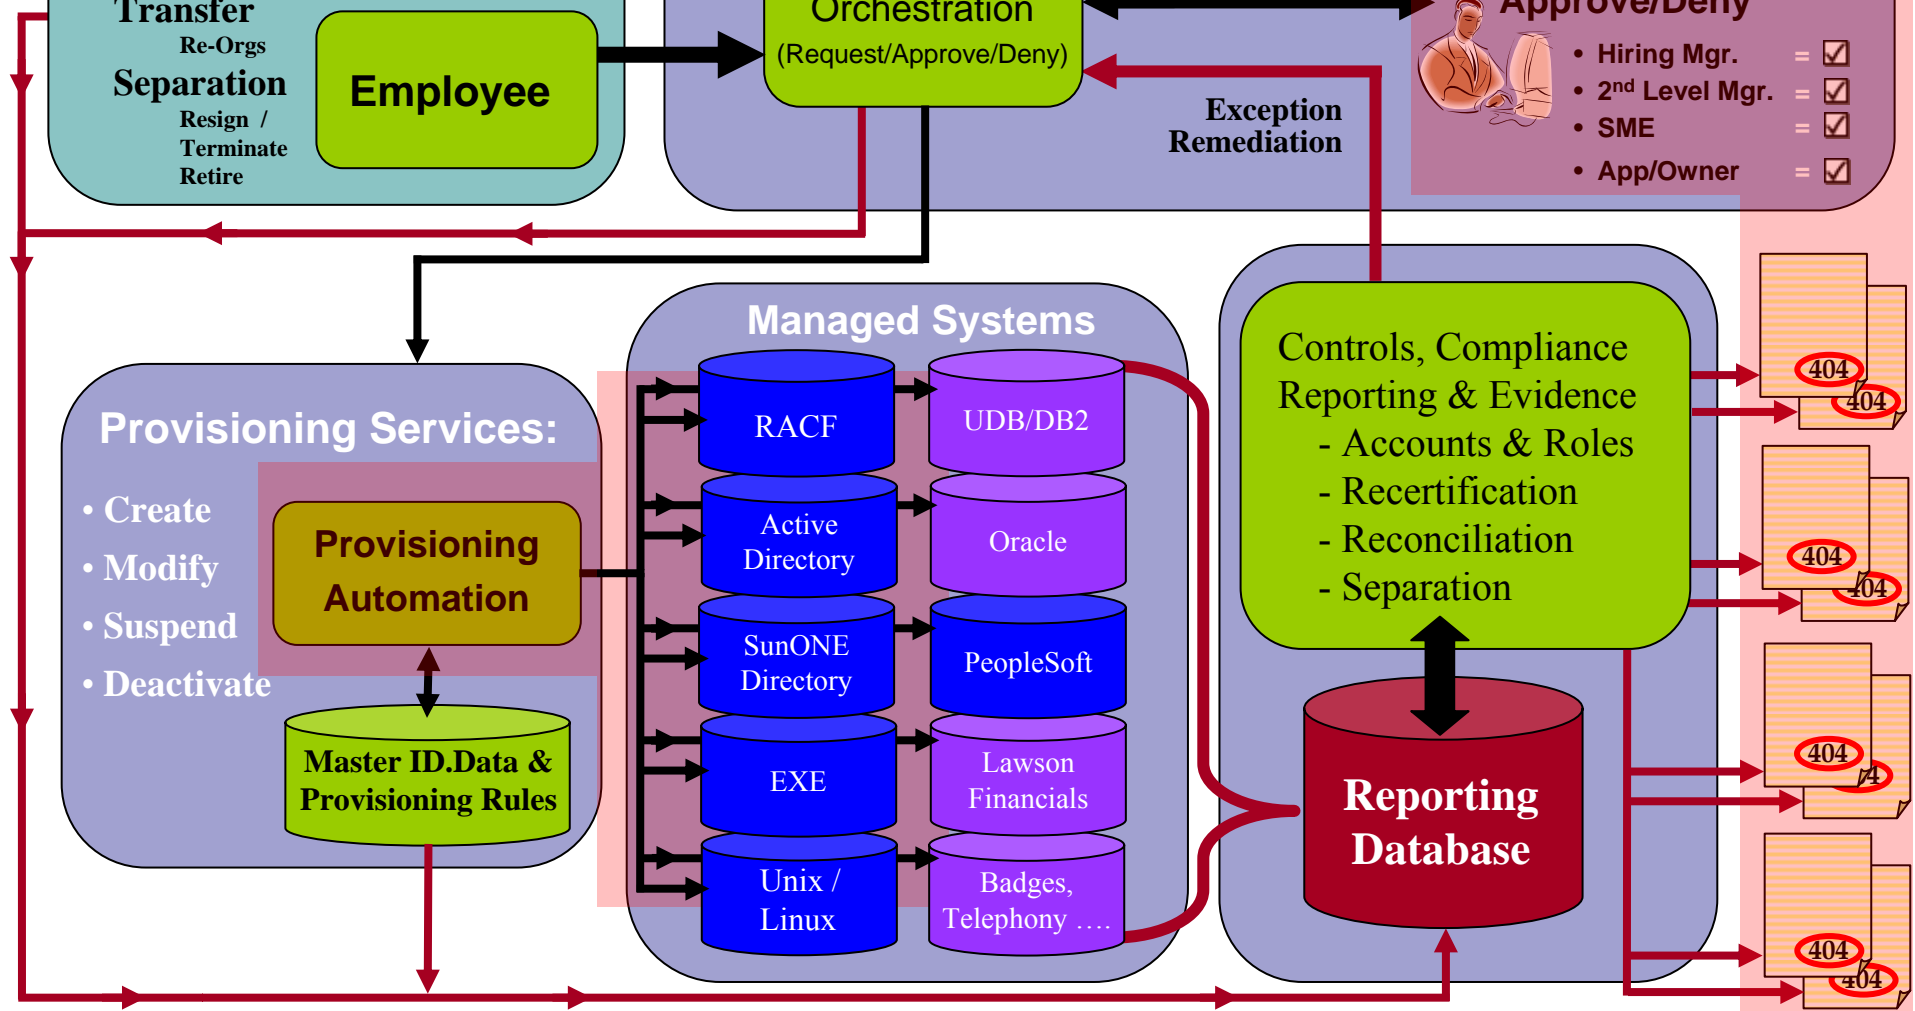 Transfer
Re-Orgs
Separation
Resign /
Terminate
Retire
Employee
Orchestration
(Request/Approve/Deny)
Approve/Deny
• Hiring Mgr. = ☑
• 2nd Level Mgr. = ☑
• SME = ☑
• App/Owner = ☑
Exception
Remediation
Provisioning Services:
• Create
• Modify
• Suspend
• Deactivate
Provisioning
Automation
Master ID.Data &
Provisioning Rules
Managed Systems
RACF
UDB/DB2
Active
Directory
Oracle
SunONE
Directory
PeopleSoft
EXE
Lawson
Financials
Unix /
Linux
Badges,
Telephony ….
Controls, Compliance
Reporting & Evidence
- Accounts & Roles
- Recertification
- Reconciliation
- Separation
Reporting
Database
404
404
404
404
404
4
404
404